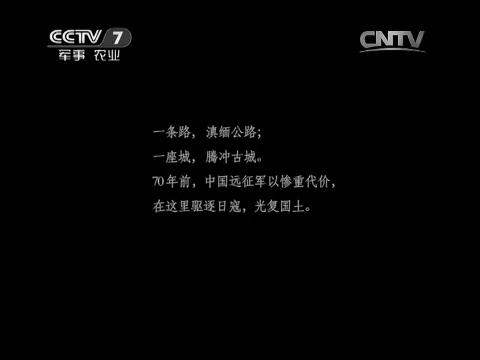 CCTV 7
军事 农业
CNTV
一条路，滇缅公路；
一座城，腾冲古城。
70年前，中国远征军以惨重代价，
在这里驱逐日寇，光复国土。